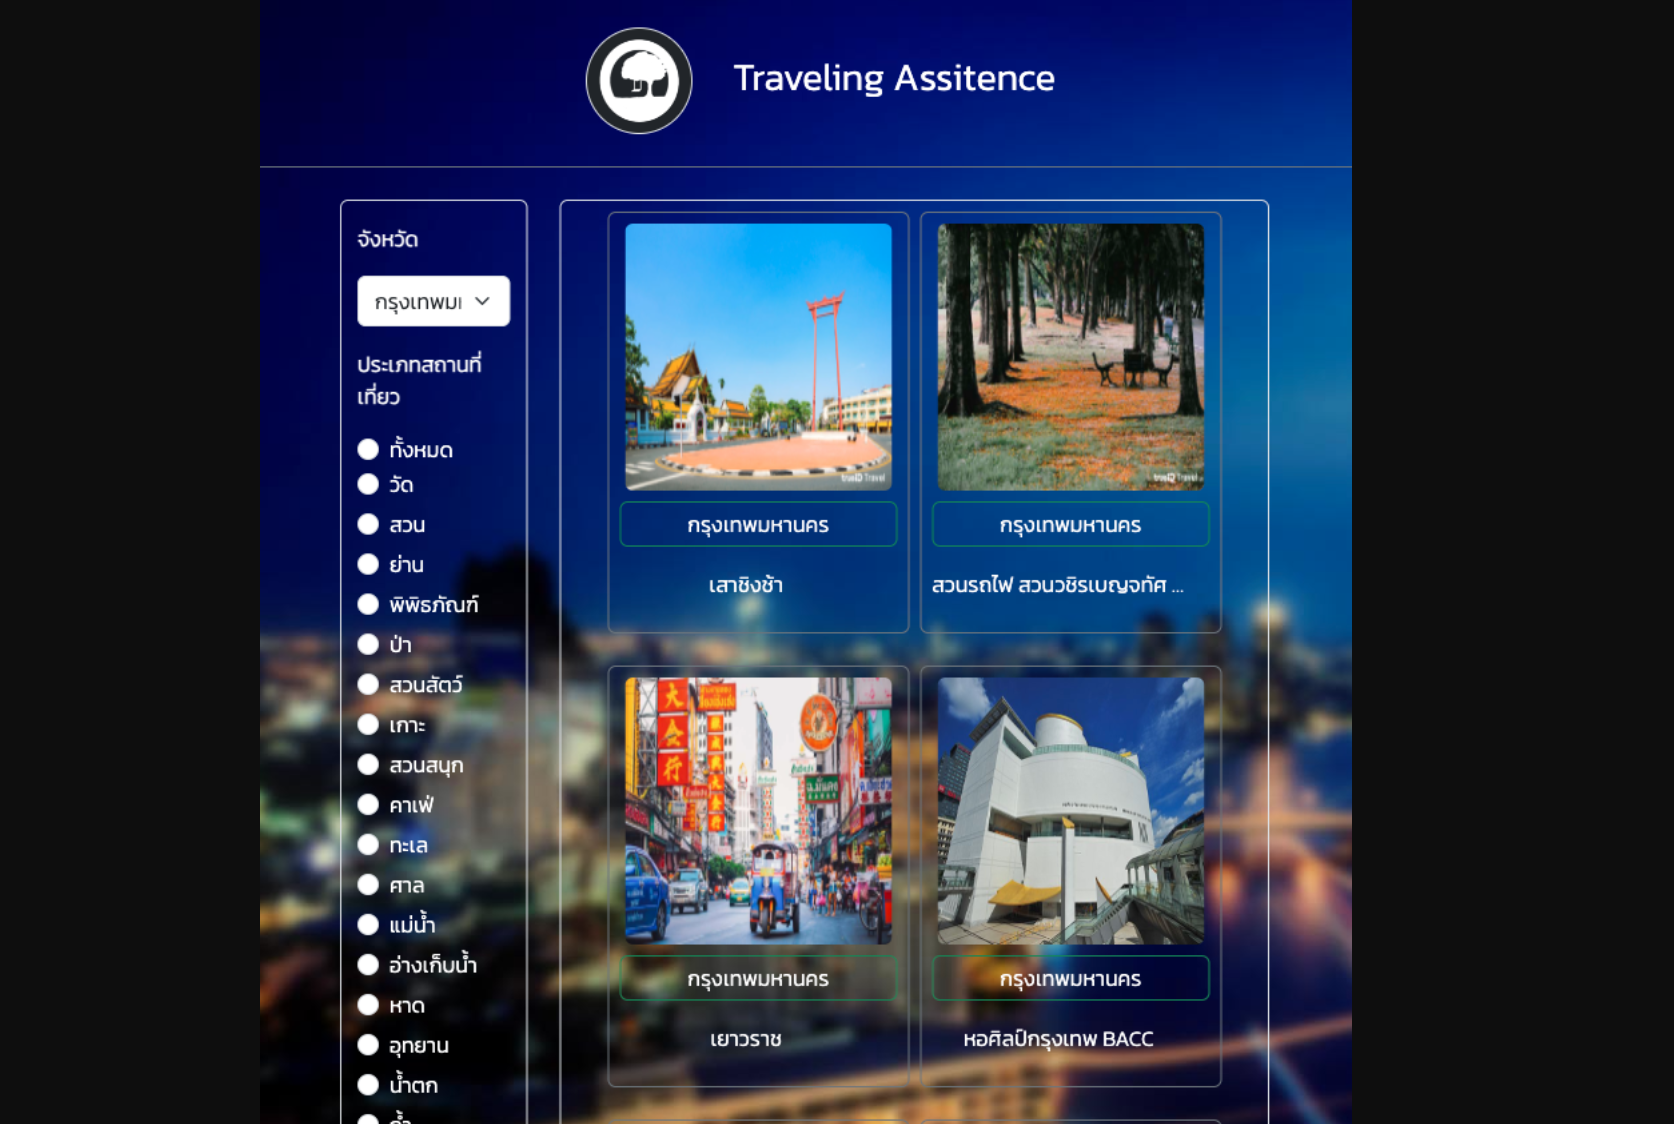 Traveling Assitence
จังหวัด
กรุงเทพม
ประเภทสถานที่
เที่ยว
ทั้งหมด
วัด
สวน
ย่าน
พิพิธภัณฑ์
ป่า
สวนสัตว์
เกาะ
สวนสนุก
คาเฟ่
ทะเล
ศาล
แม่น้ำ
อ่างเก็บน้ำ
หาด
อุทยาน
น้ำตก
trueID Travel
กรุงเทพมหานคร
เสาชิงช้า
trueID Travel
กรุงเทพมหานคร
สวนรถไฟ สวนวชิรเบญจทัศ ...
大
金
行
กรุงเทพมหานคร
เยาวราช
กรุงเทพมหานคร
หอศิลป์กรุงเทพ BACC